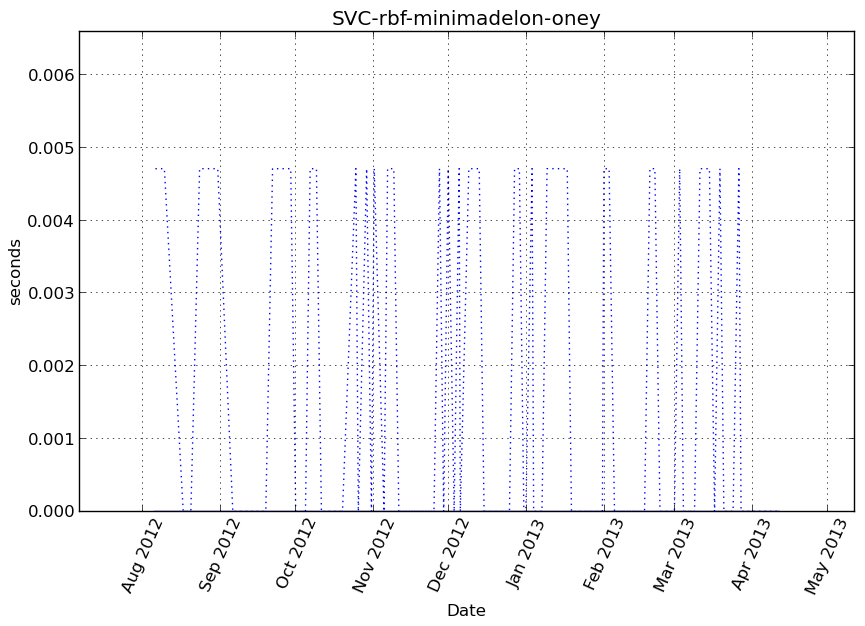 SVC-rbf-minimadelon-oney
0.006
0.005
0.004
0.003
0.002
0.001
0.000
seconds
Aug 2012
Sep 2012
Oct 2012
Nov 2012
Dec 2012
Jan 2013
Feb 2013
Mar 2013
Apr 2013
May 2013
Date